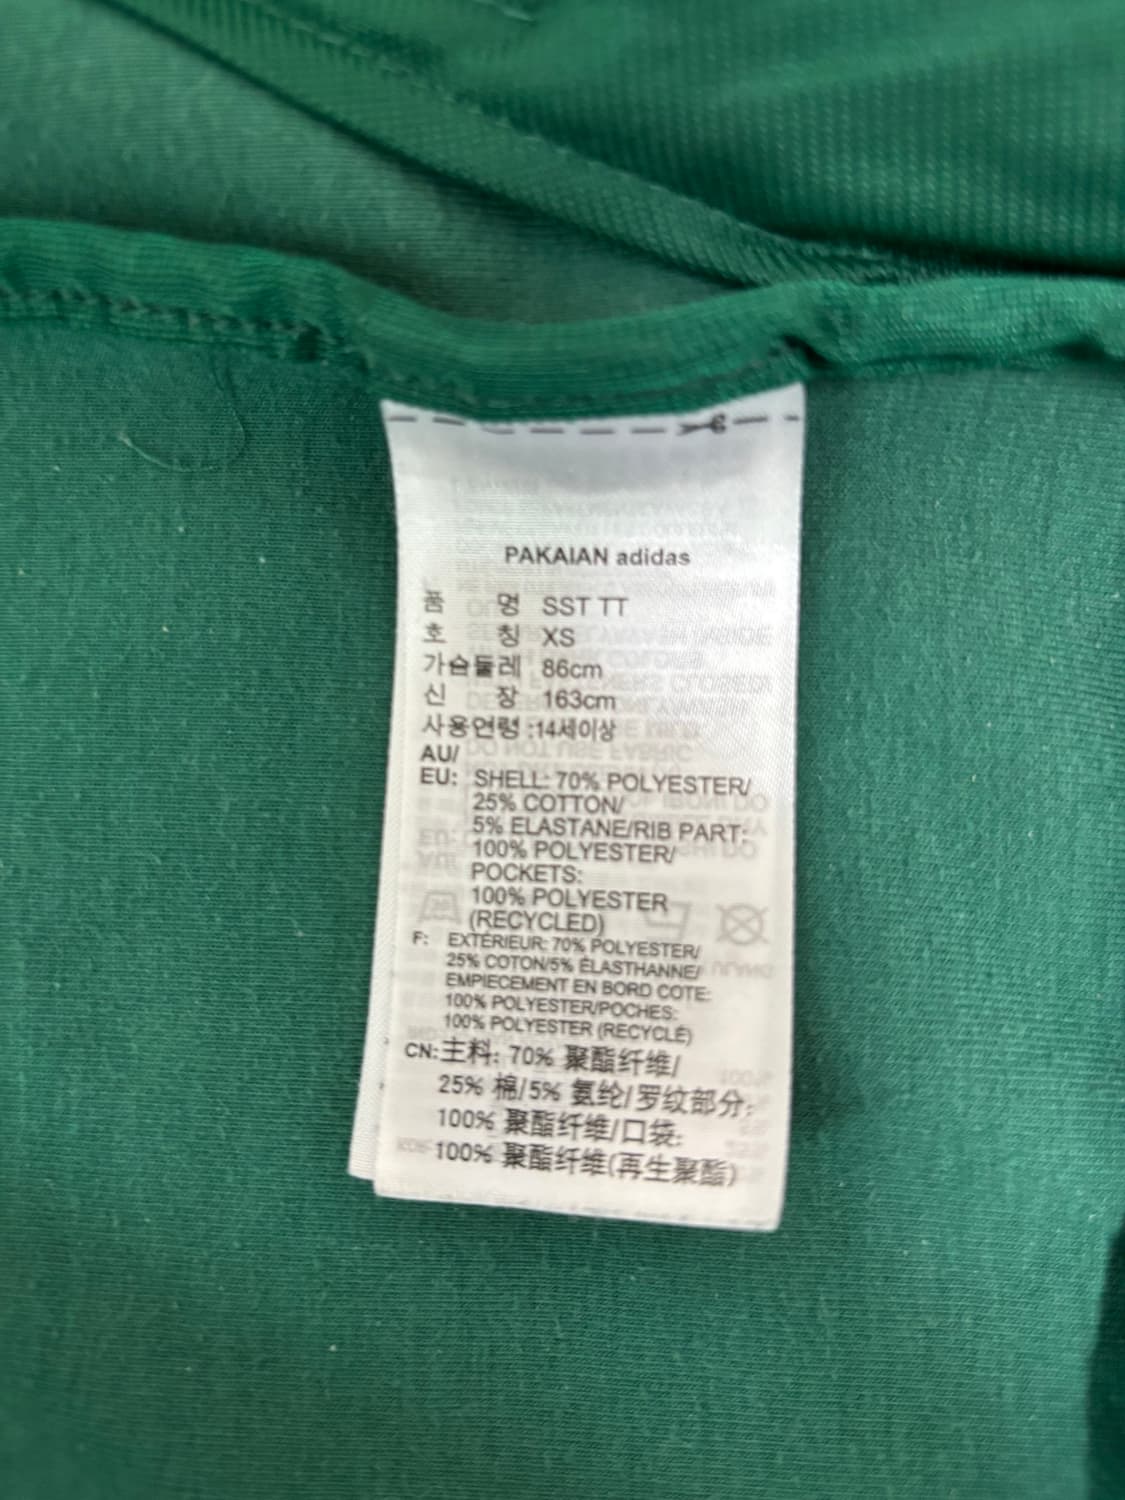 PAKAIAN adidas
품 명 SST TT
호 칭 XS
가슴둘레 86cm
신 장 163cm
사용연령 :14세이상
AU/
EU: SHELL: 70% POLYESTER/
25% COTTON/
5% ELASTANE/RIB PART:
100% POLYESTER/
POCKETS:
100% POLYESTER
(RECYCLED)
F: EXTÉRIEUR: 70% POLYESTER/
25% COTON/5% ÉLASTHANNE/
EMPIECEMENT EN BORD COTE:
100% POLYESTER/POCHES:
100% POLYESTER (RECYCLÉ)
CN: 主料: 70% 聚酯纤维/
25% 棉/5% 氨纶/罗纹部分:
100% 聚酯纤维/口袋:
100% 聚酯纤维(再生聚酯)